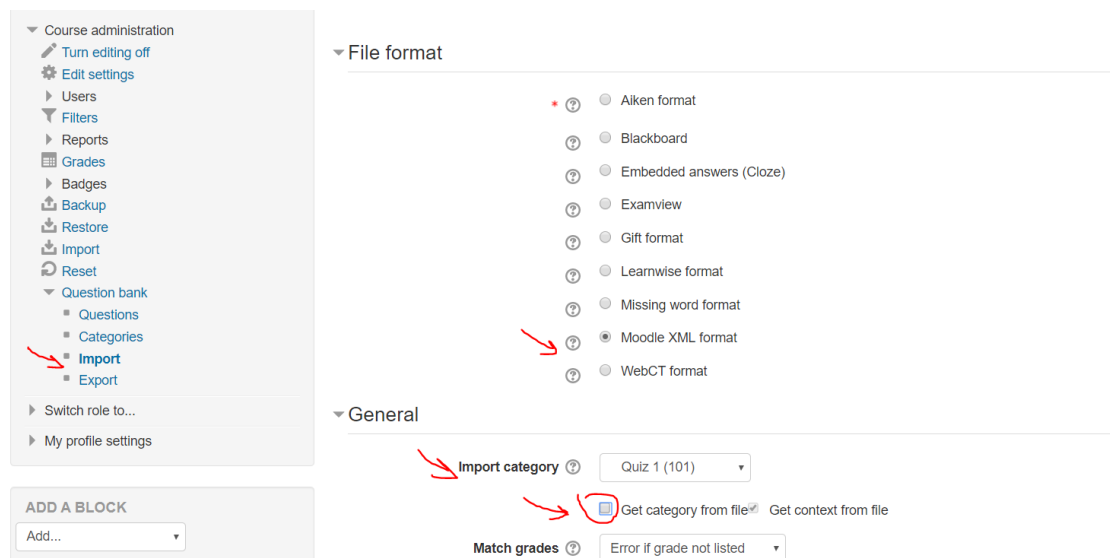 Course administration
Turn editing off
Edit settings
Users
Filters
Reports
Grades
Badges
Backup
Restore
Import
Reset
Question bank
Questions
Categories
Import
Export
Switch role to...
My profile settings
ADD A BLOCK
Add...
File format
* Aiken format
Blackboard
Embedded answers (Cloze)
Examview
Gift format
Learnwise format
Missing word format
Moodle XML format
WebCT format
General
Import category Quiz 1 (101)
Get category from file Get context from file
Match grades Error if grade not listed